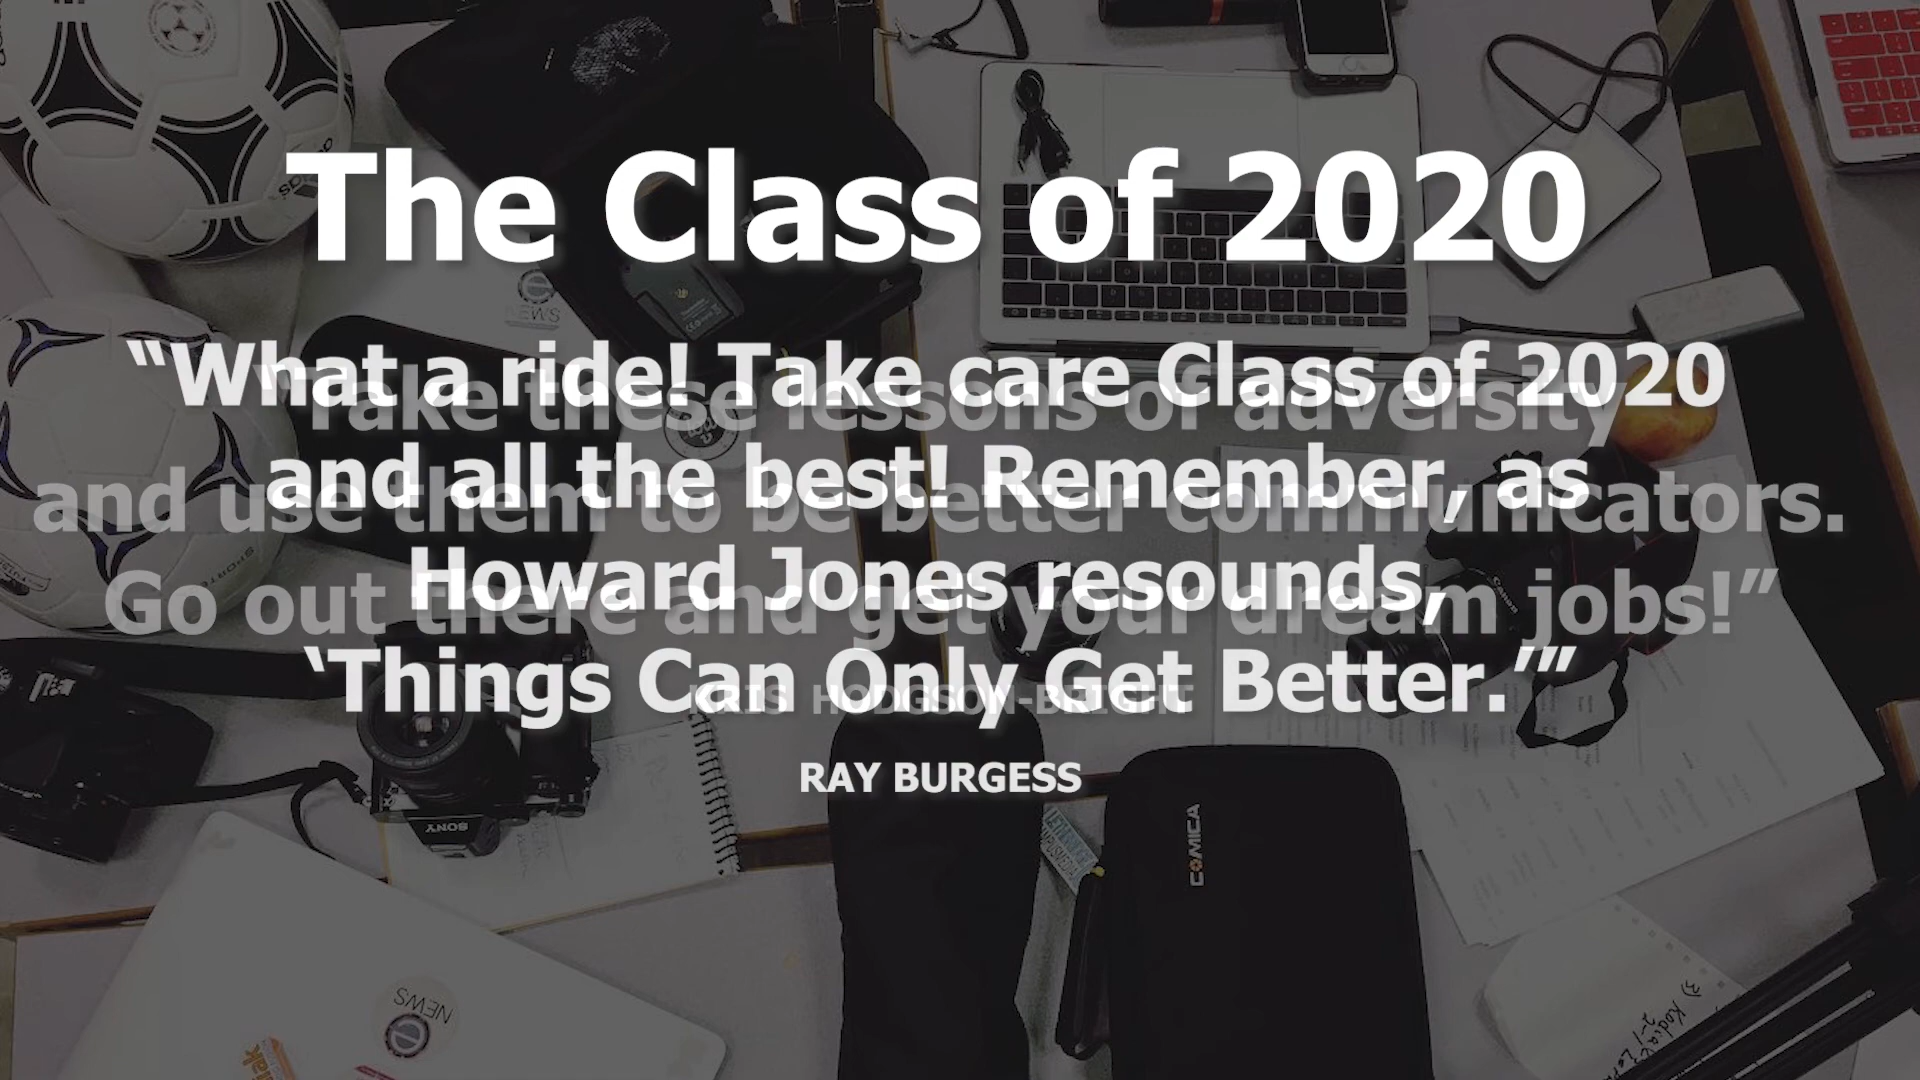 The Class of 2020
“What a ride! Take care Class of 2020
and all the best! Remember, as
Howard Jones resounds,
‘Things Can Only Get Better.’”
RAY BURGESS
“Take these lessons of adversity
and use them to be better communicators.
Go out there and get your dream jobs!”
KRIS HODGSON-BRIGHT
e
NEWS
SONY
Canon
COMICA
NEWS
e